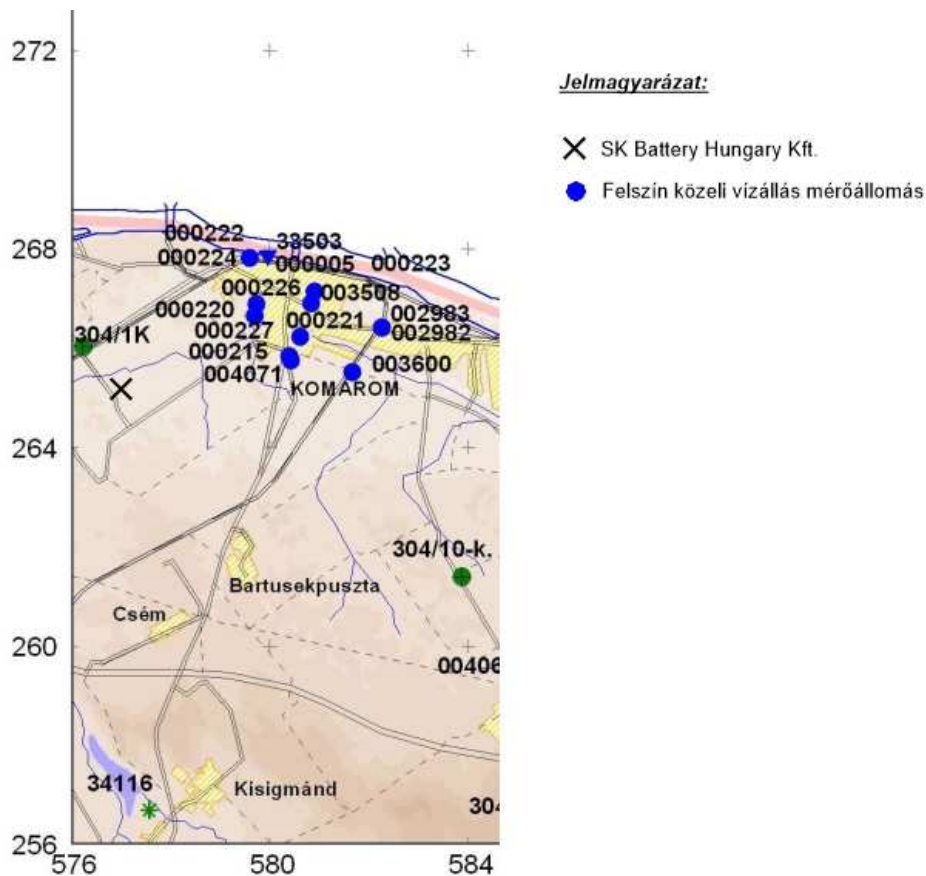 272
Jelmagyarázat:
SK Battery Hungary Kft.
Felszín közeli vízállás mérőállomás
268
000222
33503
000224
000005
000223
000226
003508
000220
002983
000221
304/1K
000227
002982
000215
003600
004071
KOMÁROM
264
304/10-k.
Bartusekpuszta
Csém
260
00406
34116
Kisigmánd
304
256
576
580
584